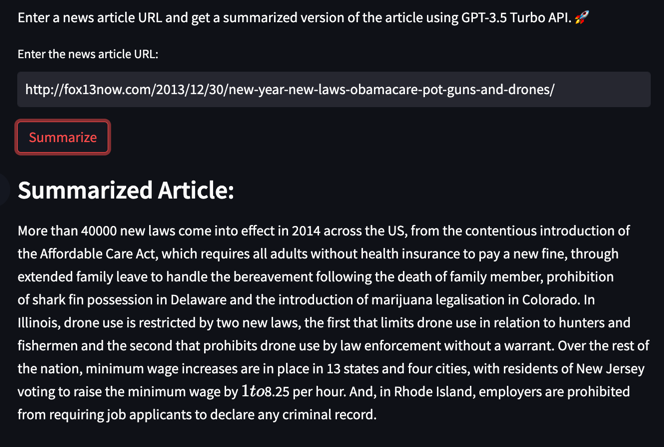 Enter a news article URL and get a summarized version of the article using GPT-3.5 Turbo API. 🚀
Enter the news article URL:
http://fox13now.com/2013/12/30/new-year-new-laws-obamacare-pot-guns-and-drones/
Summarize
Summarized Article:
More than 40000 new laws come into effect in 2014 across the US, from the contentious introduction of
the Affordable Care Act, which requires all adults without health insurance to pay a new fine, through
extended family leave to handle the bereavement following the death of family member, prohibition
of shark fin possession in Delaware and the introduction of marijuana legalisation in Colorado. In
Illinois, drone use is restricted by two new laws, the first that limits drone use in relation to hunters and
fishermen and the second that prohibits drone use by law enforcement without a warrant. Over the rest of
the nation, minimum wage increases are in place in 13 states and four cities, with residents of New Jersey
voting to raise the minimum wage by 1to8.25 per hour. And, in Rhode Island, employers are prohibited
from requiring job applicants to declare any criminal record.